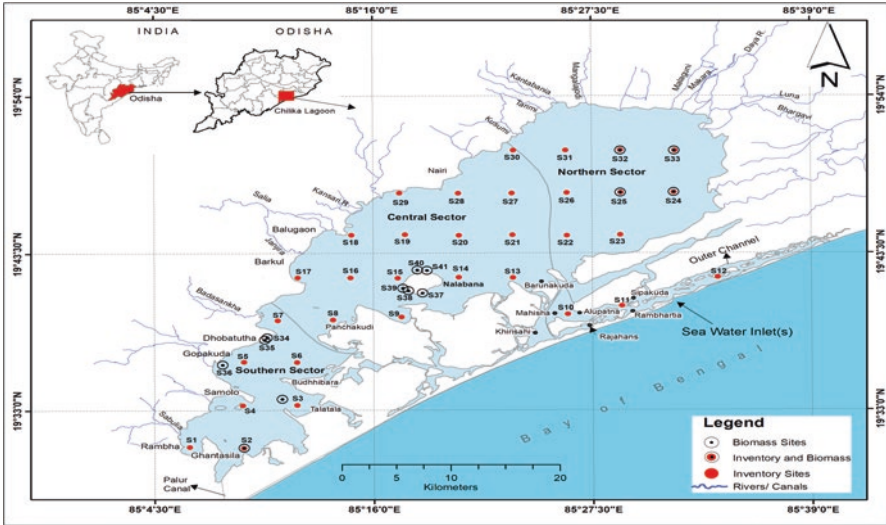 85°4'30"E 85°16'0"E 85°27'30"E 85°39'0"E
INDIA ODISHA
Odisha
Chilika Lagoon
N
19°54'0"N
19°43'30"N
19°33'0"N
Kantabania
Mangalajodi
Malaguni
Makara
Daya R.
Luna
Bhargavi
Tarimi
Kusumi
Nairi
Kansari R.
Salia
Balugaon
Janjira
Barkul
Badasankha
S30 S31 S32 S33
Northern Sector
S29 S28 S27 S26 S25 S24
Central Sector
S18 S19 S20 S21 S22 S23
Outer Channel
S40 S41
S17 S16 S15 S14 S13 S12
Nalabana
S39 S38 S37
Barunakuda
Sipakuda
S7 S8 S9 S10 S11
Panchakudi
Mahisha
Alupatna
Rambhartia
Khirisahi
Rajahans
Sea Water Inlet(s)
Dhobatutha
S34
S35
Gopakuda
S36
S5 S6
Southern Sector
Budhhibara
Samolo
S4 S3
Talatala
Sabulia
S1 S2
Rambha
Ghantasila
Palur
Canal
Bay of Bengal
0 5 10 20
Kilometers
Legend
Biomass Sites
Inventory and Biomass
Inventory Sites
Rivers/ Canals
85°4'30"E 85°16'0"E 85°27'30"E 85°39'0"E
19°54'0"N
19°43'30"N
19°33'0"N